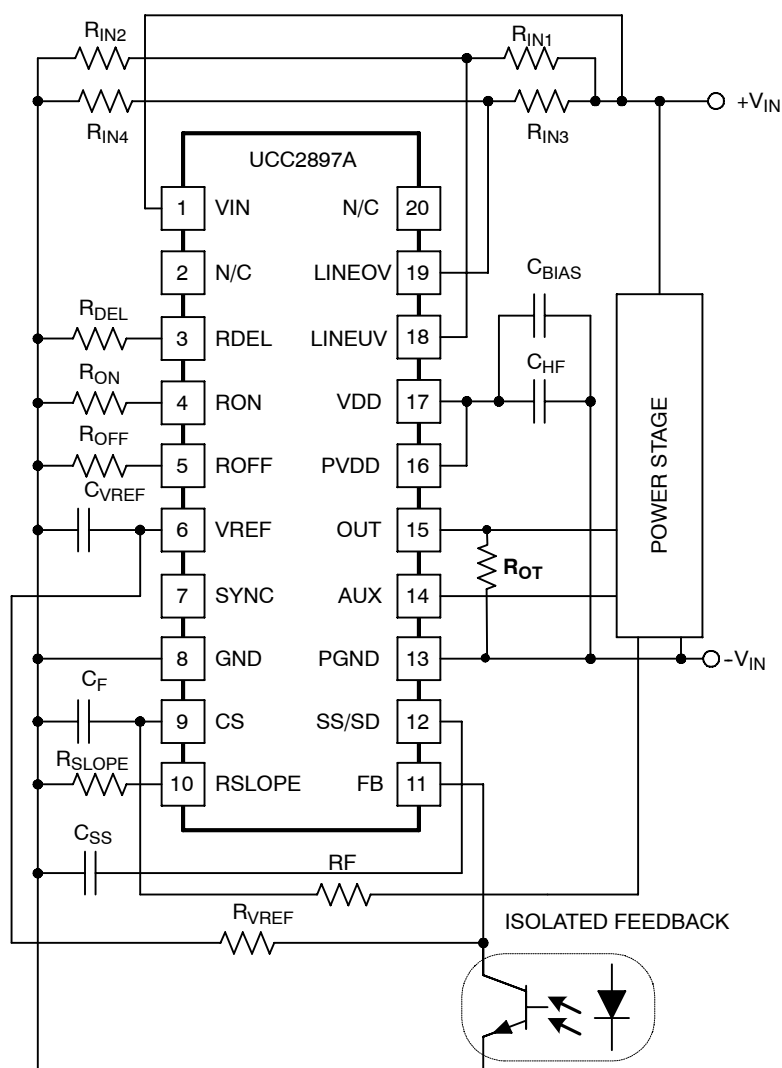 RIN2
RIN1
+VIN
RIN4
RIN3
UCC2897A
1 VIN N/C 20
2 N/C LINEOV 19
CBIAS
RDEL
3 RDEL LINEUV 18
CHF
RON
4 RON VDD 17
ROFF
5 ROFF PVDD 16
CVREF
6 VREF OUT 15
POWER STAGE
ROT
7 SYNC AUX 14
8 GND PGND 13
-VIN
CF
9 CS SS/SD 12
RSLOPE
10 RSLOPE FB 11
CSS
RF
RVREF
ISOLATED FEEDBACK